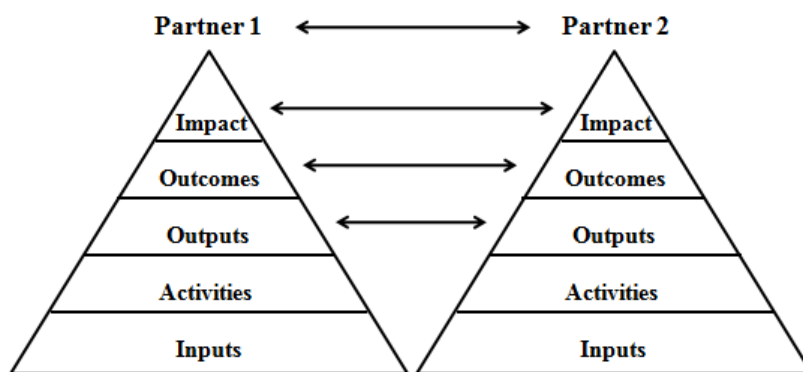 Partner 1 Partner 2
Impact Impact
Outcomes Outcomes
Outputs Outputs
Activities Activities
Inputs Inputs